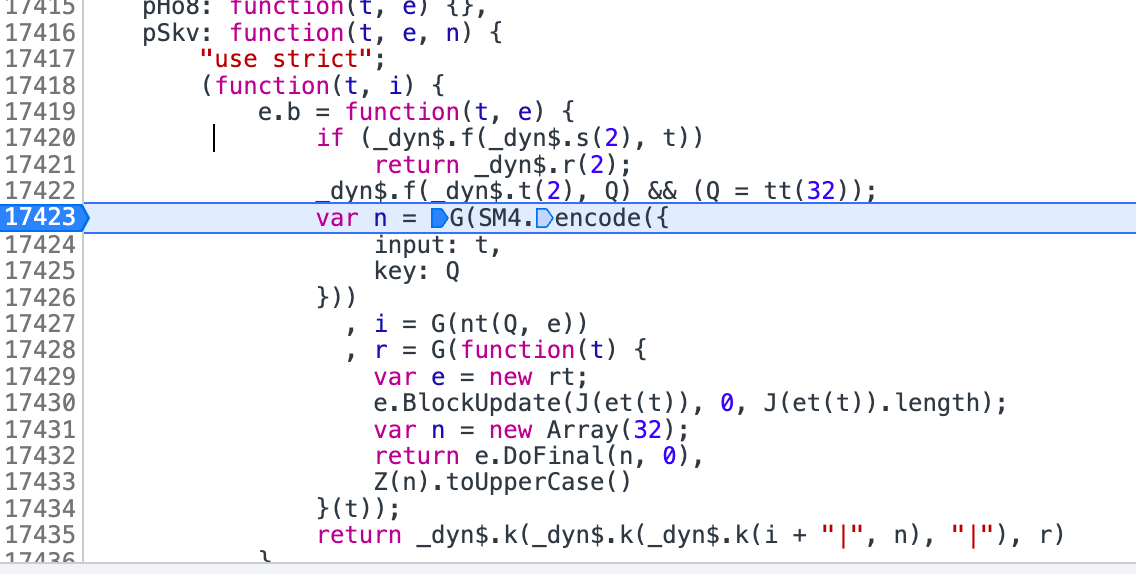 17415    pHo8: function(t, e) {},
17416    pSkv: function(t, e, n) {
17417        "use strict";
17418        (function(t, i) {
17419            e.b = function(t, e) {
17420                if (_dyn$.f(_dyn$.s(2), t))
17421                    return _dyn$.r(2);
17422                _dyn$.f(_dyn$.t(2), Q) && (Q = tt(32));
17423                var n = G(SM4.encode({
17424                    input: t,
17425                    key: Q
17426                }))
17427                  , i = G(nt(Q, e))
17428                  , r = G(function(t) {
17429                    var e = new rt;
17430                    e.BlockUpdate(J(et(t)), 0, J(et(t)).length);
17431                    var n = new Array(32);
17432                    return e.DoFinal(n, 0),
17433                    Z(n).toUpperCase()
17434                }(t));
17435                return _dyn$.k(_dyn$.k(_dyn$.k(i + "|", n), "|"), r)
17436            }